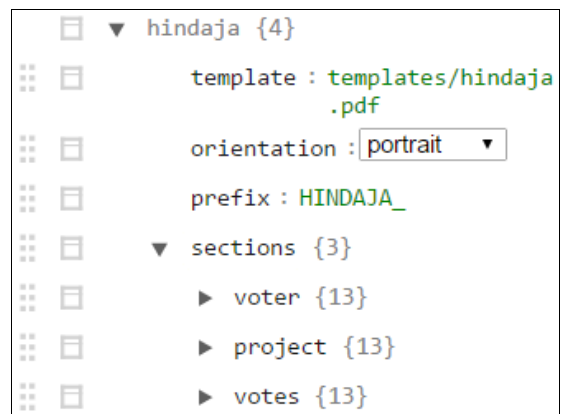 hindaja {4}
template : templates/hindaja
.pdf
orientation : portrait
prefix : HINDAJA_
sections {3}
voter {13}
project {13}
votes {13}